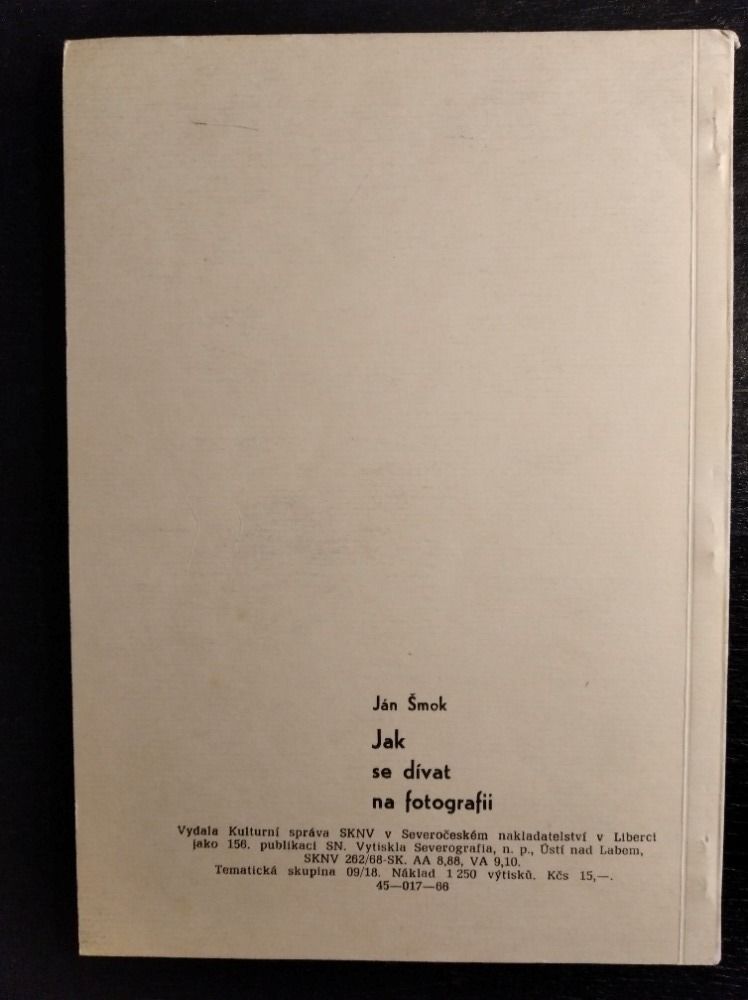 Ján Šmok
Jak
se dívat
na fotografii
Vydala Kulturní správa SKNV v Severočeském nakladatelství v Liberci
jako 156. publikaci SN. Vytiskla Severografia, n. p., Ústí nad Labem,
SKNV 262/68-SK. AA 8,88, VA 9,10.
Tematická skupina 09/18. Náklad 1 250 výtisků. Kčs 15,—.
45—017—66